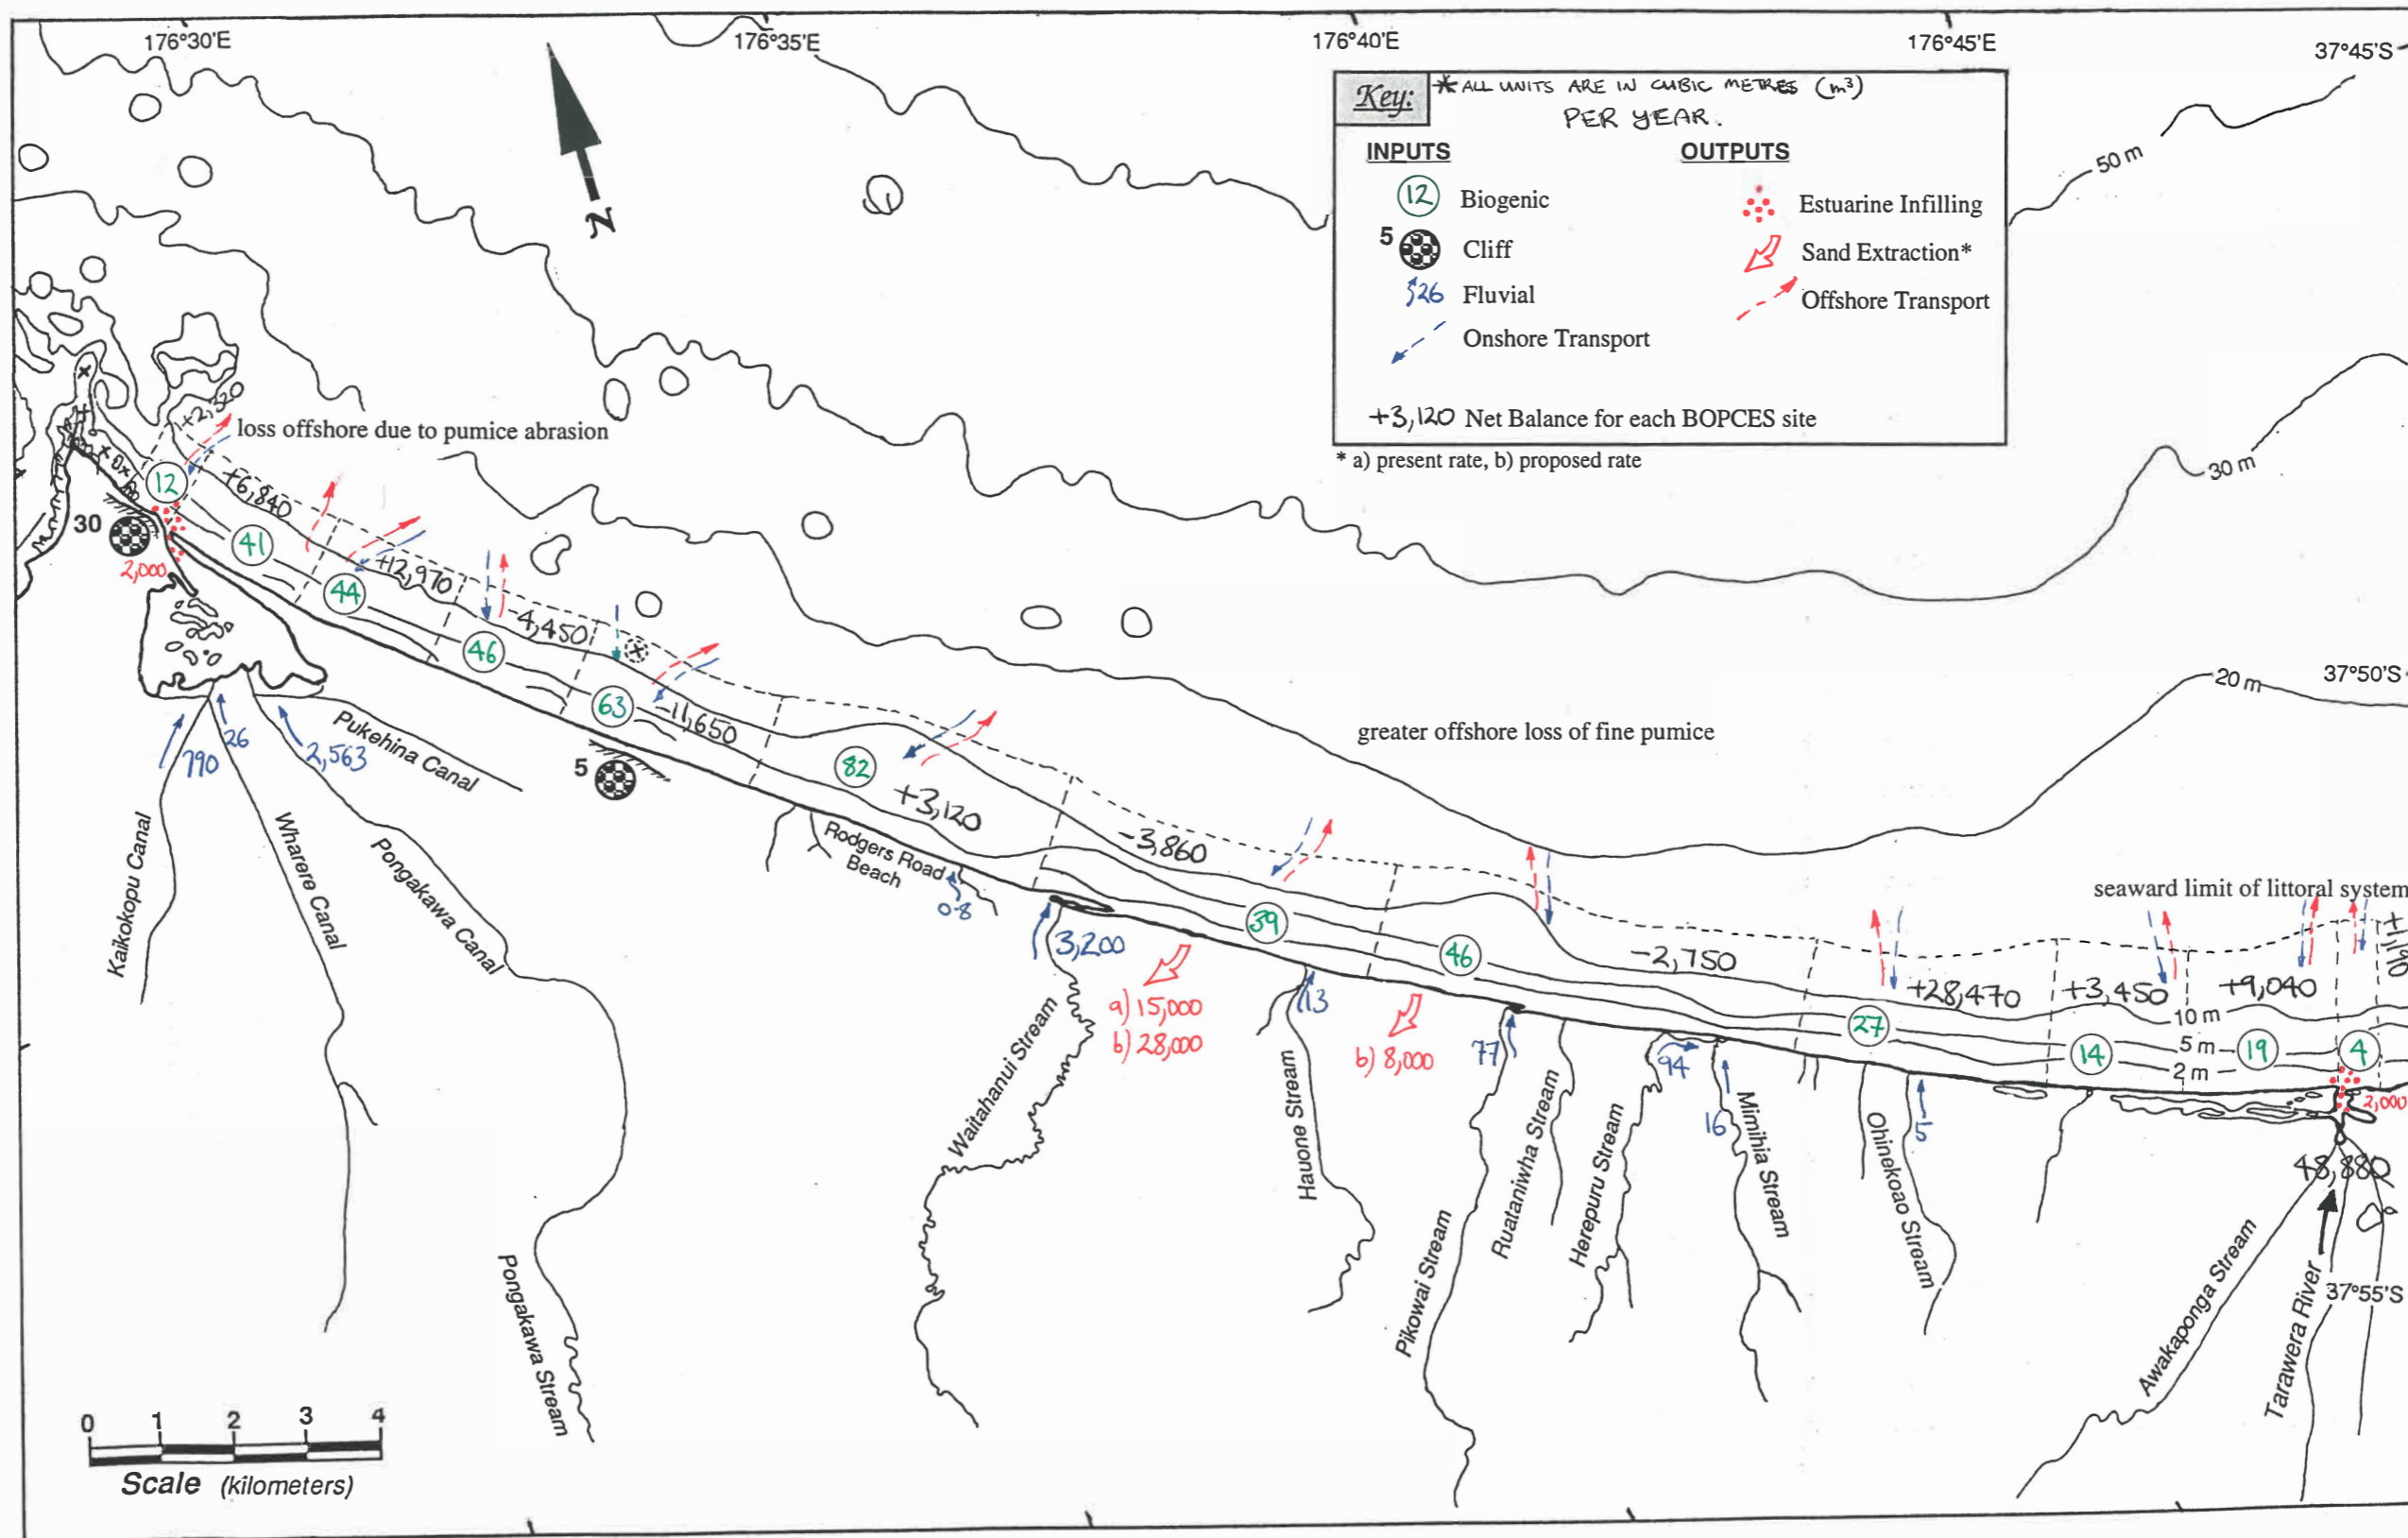 176°30'E
176°35'E
176°40'E
176°45'E
37°45'S
Key:
* ALL UNITS ARE IN CUBIC METRES (m³)
PER YEAR.
INPUTS
OUTPUTS
12 Biogenic
5 Cliff
26 Fluvial
Onshore Transport
Estuarine Infilling
Sand Extraction*
Offshore Transport
+3,120 Net Balance for each BOPCES site
* a) present rate, b) proposed rate
50 m
30 m
20 m
37°50'S
N
loss offshore due to pumice abrasion
12
+6,840
30
2,000
41
44
+12,970
46
-4,450
63
-11,650
5
82
+3,120
greater offshore loss of fine pumice
-3,860
39
46
-2,750
seaward limit of littoral system
+28,470
+3,450
+9,040
27
14
19
4
10 m
5 m
2 m
2,000
48,880
790
26
2,563
Pukehina Canal
Kaikokopu Canal
Wharere Canal
Pongakawa Canal
Pongakawa Stream
Rodgers Road
Beach
0.8
3,200
a) 15,000
b) 28,000
Waitahanui Stream
13
Hauone Stream
b) 8,000
77
Pikowai Stream
Ruataniwha Stream
94
Herepuru Stream
16
Mimihia Stream
Ohinekoao Stream
5
Awakaponga Stream
Tarawera River
37°55'S
0 1 2 3 4
Scale (kilometers)